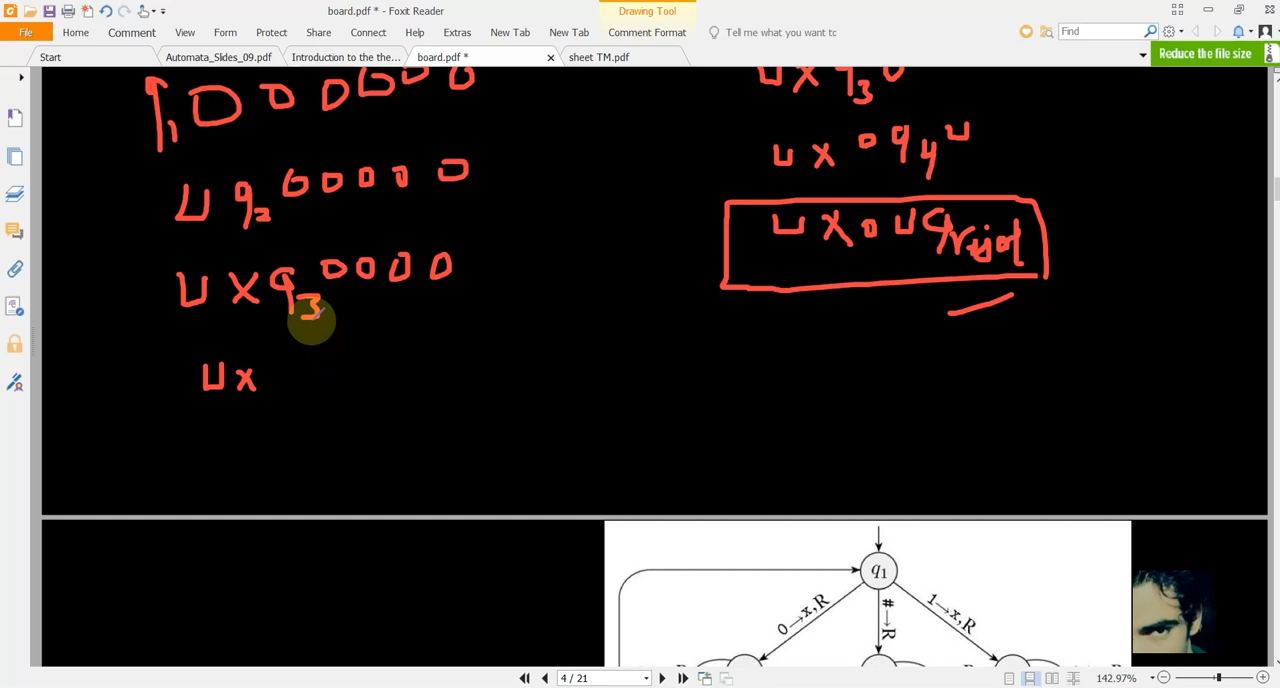 board.pdf * - Foxit Reader
Drawing Tool
File
Home
Comment
View
Form
Protect
Share
Connect
Help
Extras
New Tab
New Tab
Comment Format
Tell me what you want to do
Find
Start
Automata_Slides_09.pdf
Introduction to the the...
board.pdf *
sheet TM.pdf
Reduce the file size
q1 0 0 0 0 0 0
⊔ q2 0 0 0 0 0
⊔ x q3 0 0 0 0
⊔ x
⊔ x q3 0
⊔ x 0 q4 ⊔
⊔ x 0 ⊔ qreject
q1
0→x,R
#→R
1→x,R
4 / 21
142.97%